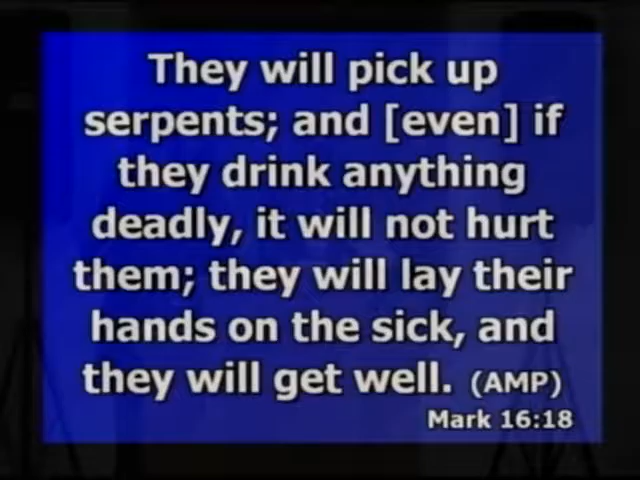 They will pick up
serpents; and [even] if
they drink anything
deadly, it will not hurt
them; they will lay their
hands on the sick, and
they will get well. (AMP)
Mark 16:18